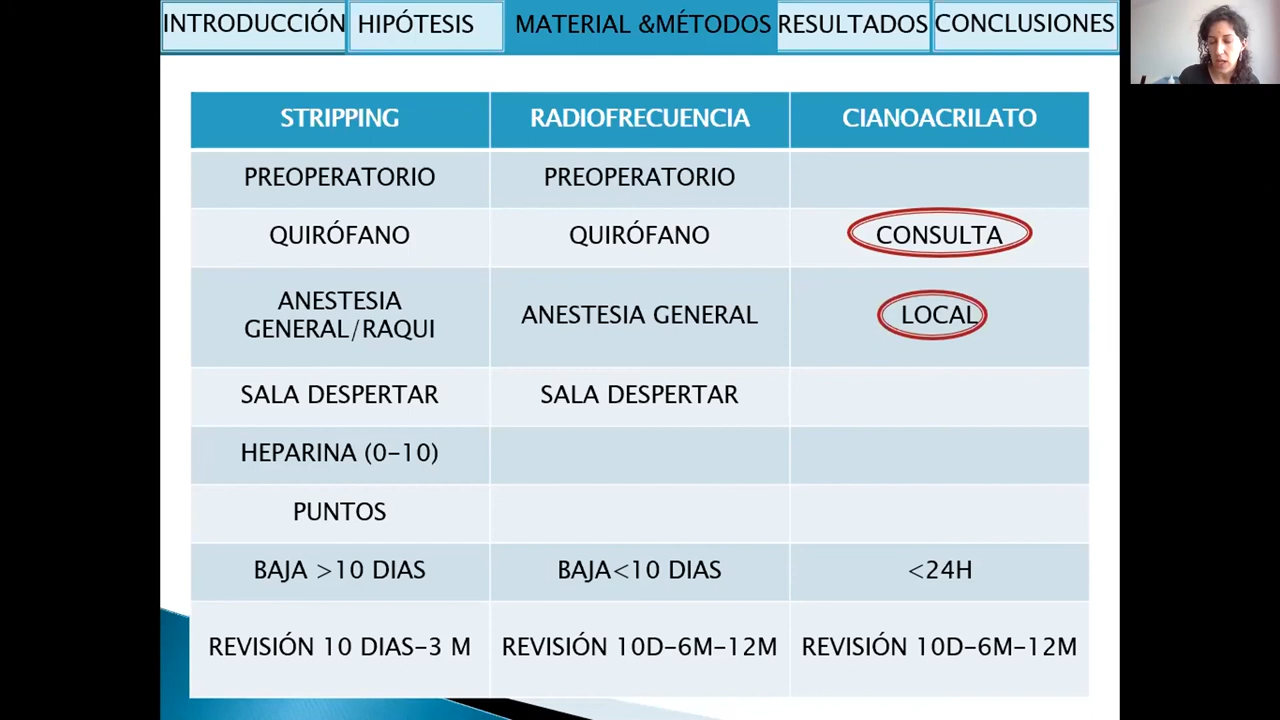 INTRODUCCIÓN HIPÓTESIS MATERIAL &MÉTODOS RESULTADOS CONCLUSIONES
STRIPPING RADIOFRECUENCIA CIANOACRILATO
PREOPERATORIO PREOPERATORIO
QUIRÓFANO QUIRÓFANO CONSULTA
ANESTESIA
GENERAL/RAQUI ANESTESIA GENERAL LOCAL
SALA DESPERTAR SALA DESPERTAR
HEPARINA (0-10)
PUNTOS
BAJA >10 DIAS BAJA<10 DIAS <24H
REVISIÓN 10 DIAS-3 M REVISIÓN 10D-6M-12M REVISIÓN 10D-6M-12M